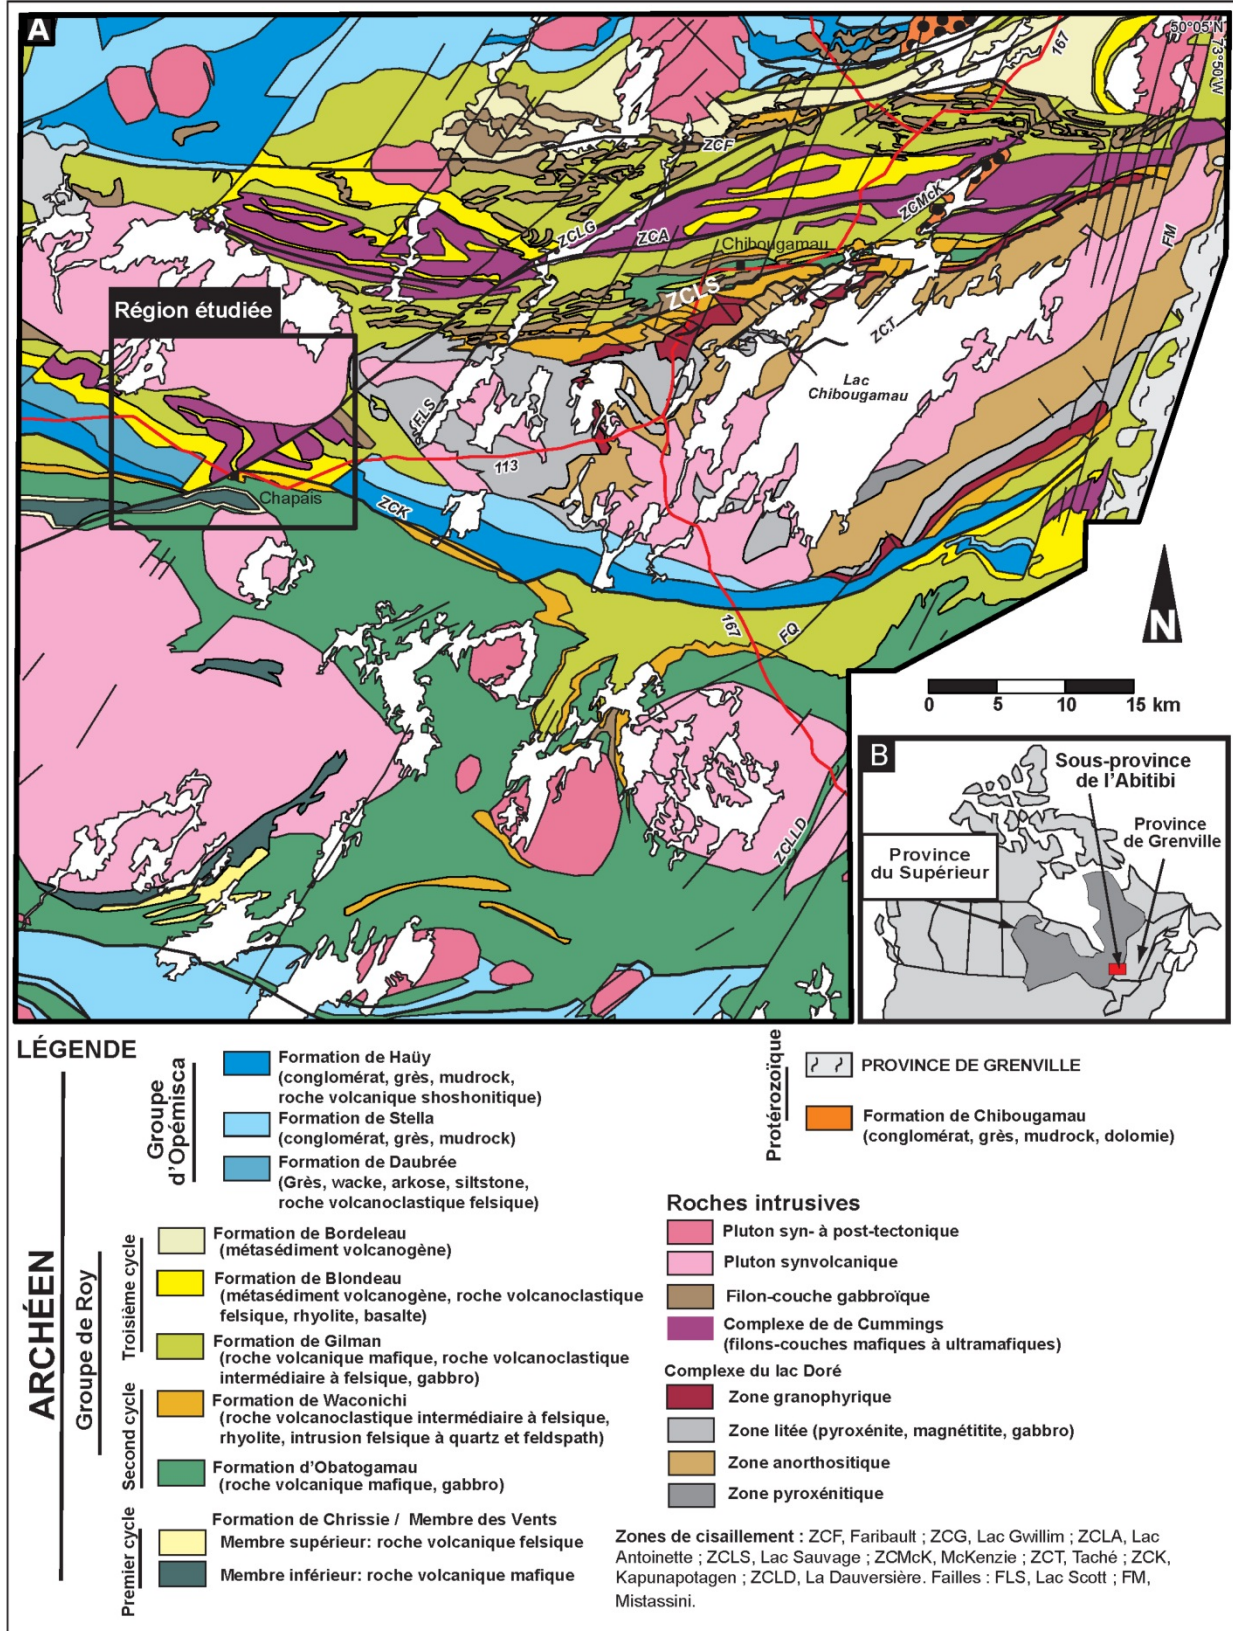 A
50°05'N
73°50'W
167
ZCF
ZCLG
ZCA
ZCMcK
FM
Chibougamau
ZCLS
ZCT
Région étudiée
Lac
Chibougamau
FLS
113
Chapais
ZCK
167
FQ
ZCLLD
N
0 5 10 15 km
B
Sous-province
de l'Abitibi
Province
de Grenville
Province
du Supérieur
LÉGENDE
ARCHÉEN
Groupe
d'Opémisca
Formation de Haüy
(conglomérat, grès, mudrock,
roche volcanique shoshonitique)
Formation de Stella
(conglomérat, grès, mudrock)
Formation de Daubrée
(Grès, wacke, arkose, siltstone,
roche volcanoclastique felsique)
Groupe de Roy
Troisième cycle
Formation de Bordeleau
(métasédiment volcanogène)
Formation de Blondeau
(métasédiment volcanogène, roche volcanoclastique
felsique, rhyolite, basalte)
Formation de Gilman
(roche volcanique mafique, roche volcanoclastique
intermédiaire à felsique, gabbro)
Second cycle
Formation de Waconichi
(roche volcanoclastique intermédiaire à felsique,
rhyolite, intrusion felsique à quartz et feldspath)
Formation d'Obatogamau
(roche volcanique mafique, gabbro)
Premier cycle
Formation de Chrissie / Membre des Vents
Membre supérieur: roche volcanique felsique
Membre inférieur: roche volcanique mafique
Protérozoïque
PROVINCE DE GRENVILLE
Formation de Chibougamau
(conglomérat, grès, mudrock, dolomie)
Roches intrusives
Pluton syn- à post-tectonique
Pluton synvolcanique
Filon-couche gabbroïque
Complexe de de Cummings
(filons-couches mafiques à ultramafiques)
Complexe du lac Doré
Zone granophyrique
Zone litée (pyroxénite, magnétitite, gabbro)
Zone anorthositique
Zone pyroxénitique
Zones de cisaillement : ZCF, Faribault ; ZCG, Lac Gwillim ; ZCLA, Lac
Antoinette ; ZCLS, Lac Sauvage ; ZCMcK, McKenzie ; ZCT, Taché ; ZCK,
Kapunapotagen ; ZCLD, La Dauversière. Failles : FLS, Lac Scott ; FM,
Mistassini.